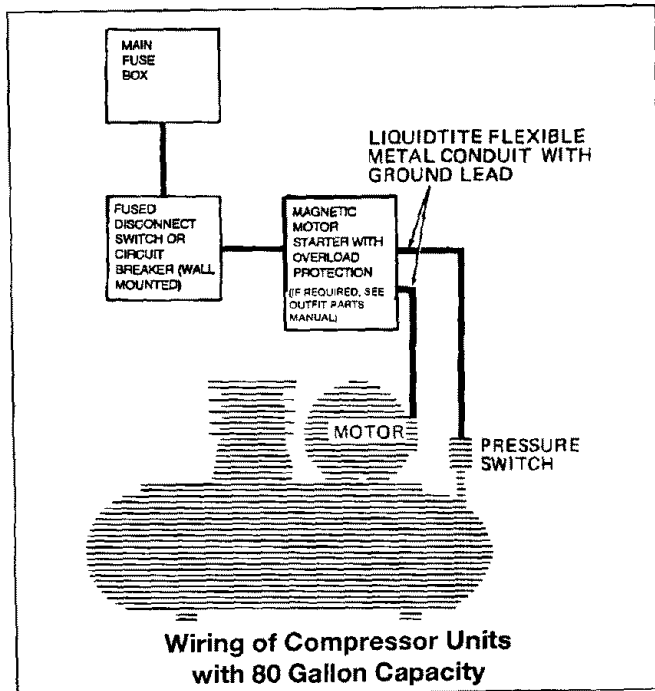 MAIN
FUSE
BOX
LIQUIDTITE FLEXIBLE
METAL CONDUIT WITH
GROUND LEAD
FUSED
DISCONNECT
SWITCH OR
CIRCUIT
BREAKER (WALL
MOUNTED)
MAGNETIC
MOTOR
STARTER WITH
OVERLOAD
PROTECTION
(IF REQUIRED, SEE
OUTFIT PARTS
MANUAL)
MOTOR
PRESSURE
SWITCH
Wiring of Compressor Units
with 80 Gallon Capacity